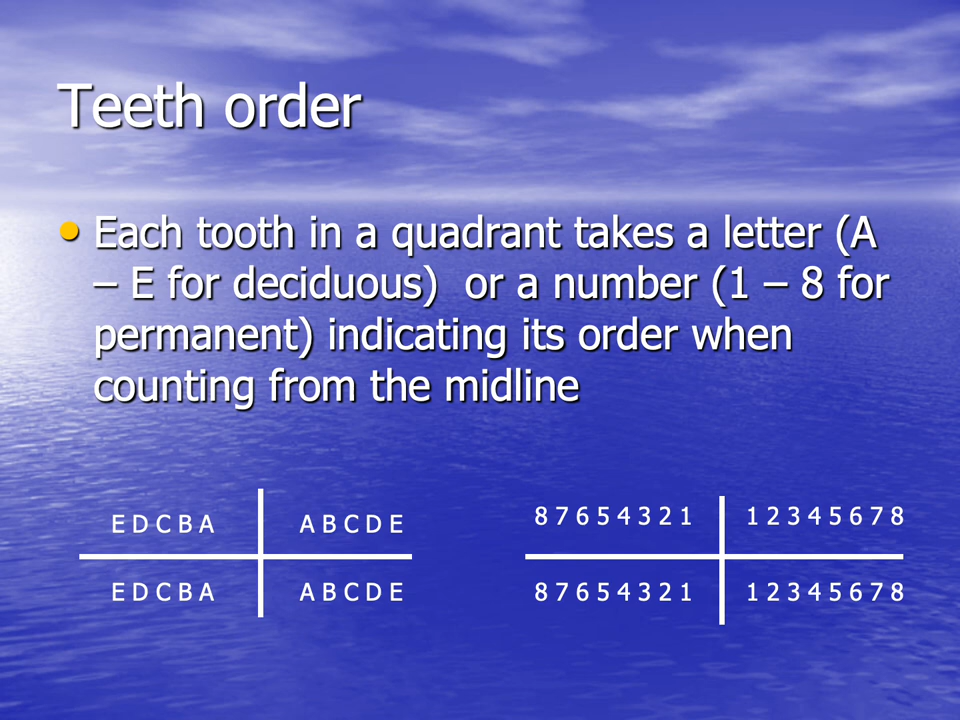 Teeth order
• Each tooth in a quadrant takes a letter (A
– E for deciduous)  or a number (1 – 8 for
permanent) indicating its order when
counting from the midline
E D C B A A B C D E
E D C B A A B C D E
8 7 6 5 4 3 2 1 1 2 3 4 5 6 7 8
8 7 6 5 4 3 2 1 1 2 3 4 5 6 7 8